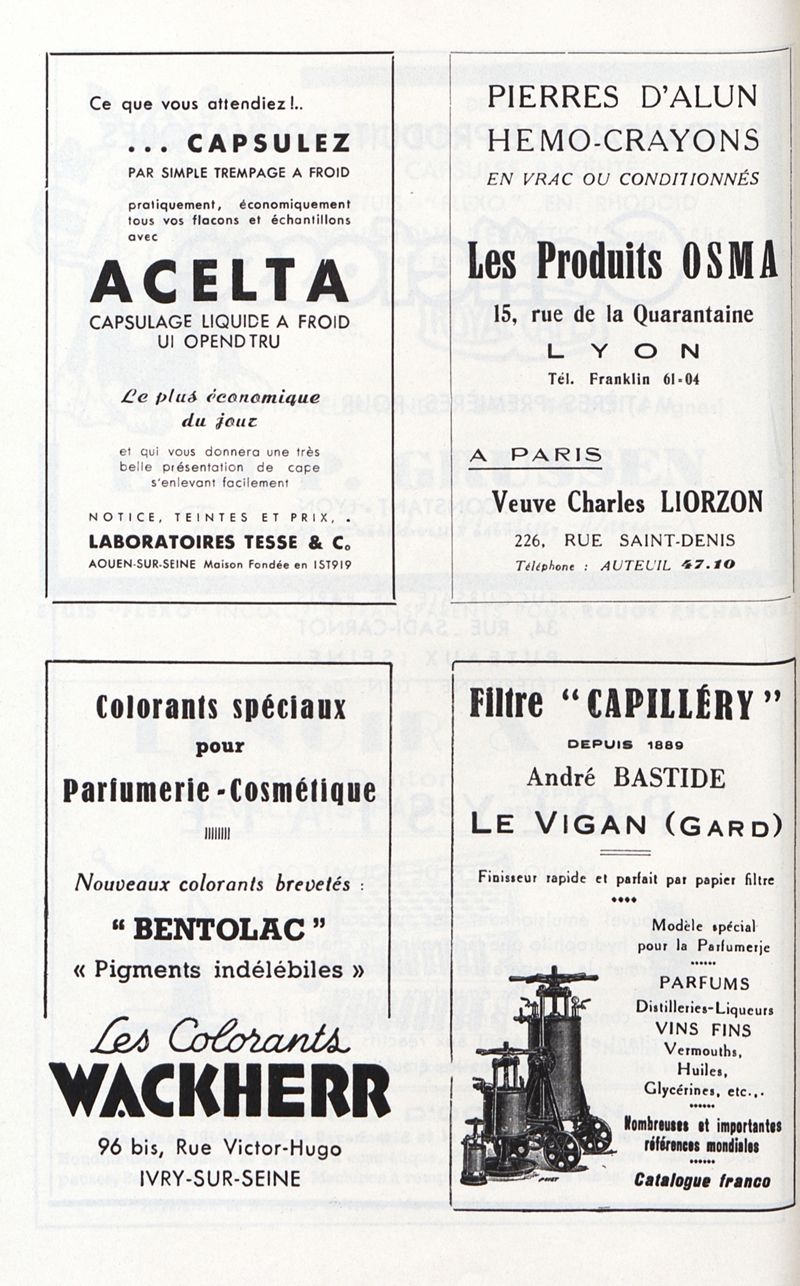 Ce que vous attendiez !..
... CAPSULEZ
PAR SIMPLE TREMPAGE A FROID
pratiquement, économiquement
tous vos flacons et échantillons
avec
ACELTA
CAPSULAGE LIQUIDE A FROID
UI OPENDTRU
Le plus économique
du jour
et qui vous donnera une très
belle présentation de cape
s'enlevant facilement
NOTICE, TEINTES ET PRIX, .
LABORATOIRES TESSE & Co
AOUEN-SUR-SEINE Maison Fondée en 1ST919
PIERRES D'ALUN
HEMO-CRAYONS
EN VRAC OU CONDITIONNÉS
Les Produits OSMA
15, rue de la Quarantaine
LYON
Tél. Franklin 61-04
A PARIS
Veuve Charles LIORZON
226, RUE SAINT-DENIS
Téléphone : AUTEUIL 47.10
Colorants spéciaux
pour
Parfumerie-Cosmétique
Nouveaux colorants brevetés :
“ BENTOLAC ”
« Pigments indélébiles »
Les Colorants
WACKHERR
96 bis, Rue Victor-Hugo
IVRY-SUR-SEINE
Filtre “ CAPILLÉRY ”
DEPUIS 1889
André BASTIDE
LE VIGAN (GARD)
Finisseur rapide et parfait par papier filtre
Modèle spécial
pour la Parfumerie
PARFUMS
Distilleries-Liqueurs
VINS FINS
Vermouths,
Huiles,
Glycérines, etc.,.
Nombreuses et importantes
références mondiales
Catalogue franco